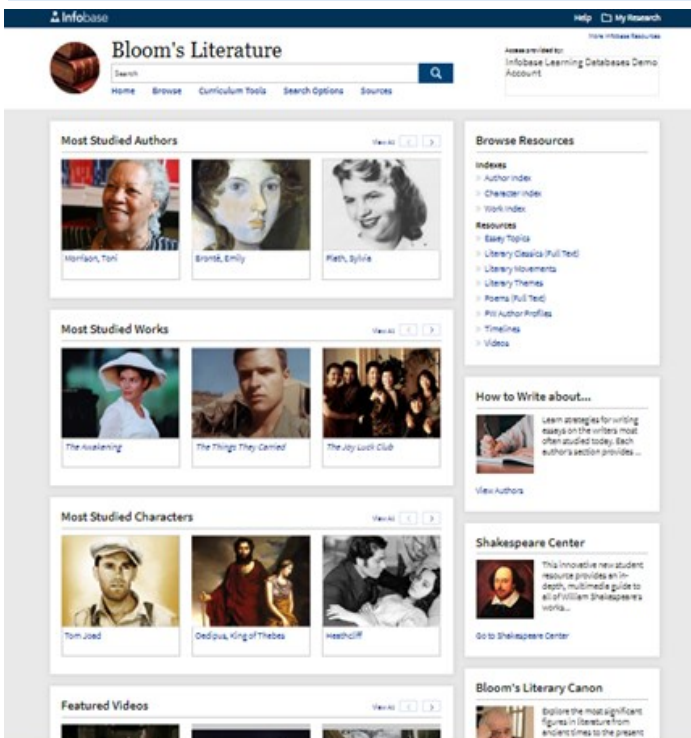 Infobase
Help My Research
More Infobase Resources
Bloom's Literature
Access provided by:
Infobase Learning Databases Demo
Account
Search
Home Browse Curriculum Tools Search Options Sources
Most Studied Authors
View All
Morrison, Toni
Brontë, Emily
Plath, Sylvia
Most Studied Works
View All
The Awakening
The Things They Carried
The Joy Luck Club
Most Studied Characters
View All
Tom Joad
Oedipus, King of Thebes
Heathcliff
Featured Videos
View All
Browse Resources
Indexes
Author Index
Character Index
Work Index
Resources
Essay Topics
Literary Classics (Full Text)
Literary Movements
Literary Themes
Poems (Full Text)
PW Author Profiles
Timelines
Videos
How to Write about...
Learn strategies for writing
essays on the writers most
often studied today. Each
author's section provides ...
View Authors
Shakespeare Center
This innovative new student
resource provides an in-
depth, multimedia guide to
all of William Shakespeare's
works...
Go to Shakespeare Center
Bloom's Literary Canon
Explore the most significant
figures in literature from
ancient times to the present